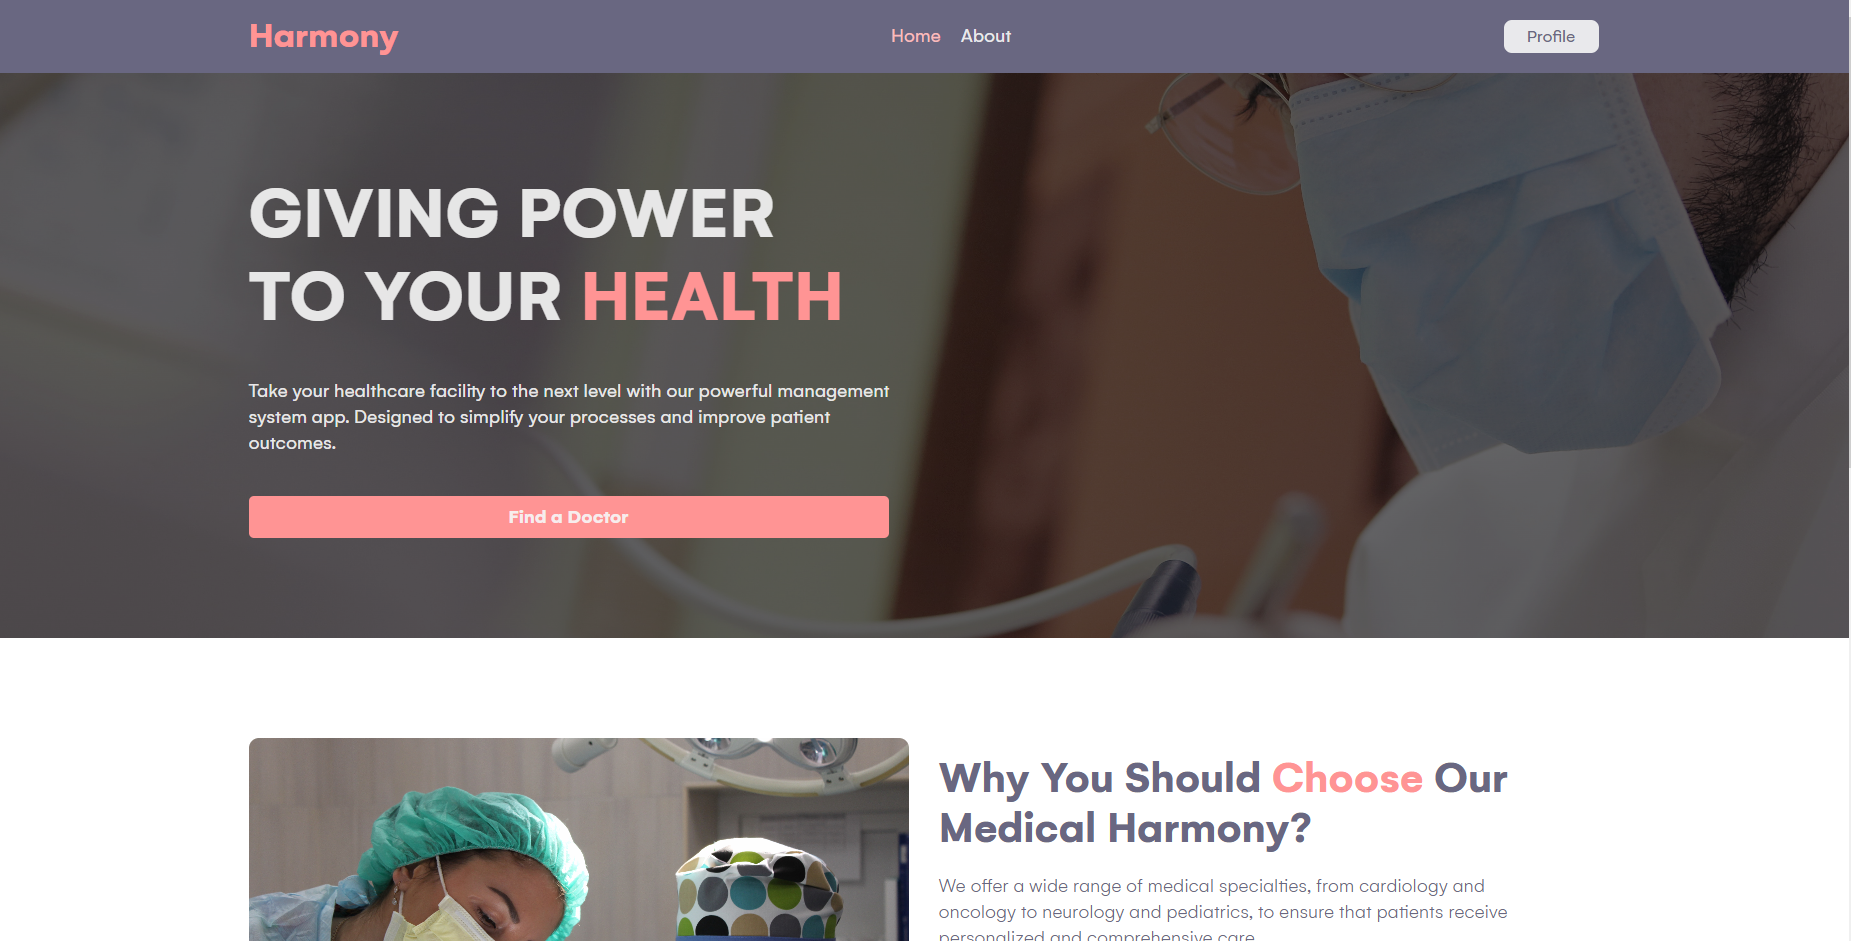 Harmony
Home About
Profile
GIVING POWER
TO YOUR HEALTH
Take your healthcare facility to the next level with our powerful management
system app. Designed to simplify your processes and improve patient
outcomes.
Find a Doctor
Why You Should Choose Our
Medical Harmony?
We offer a wide range of medical specialties, from cardiology and
oncology to neurology and pediatrics, to ensure that patients receive
personalized and comprehensive care